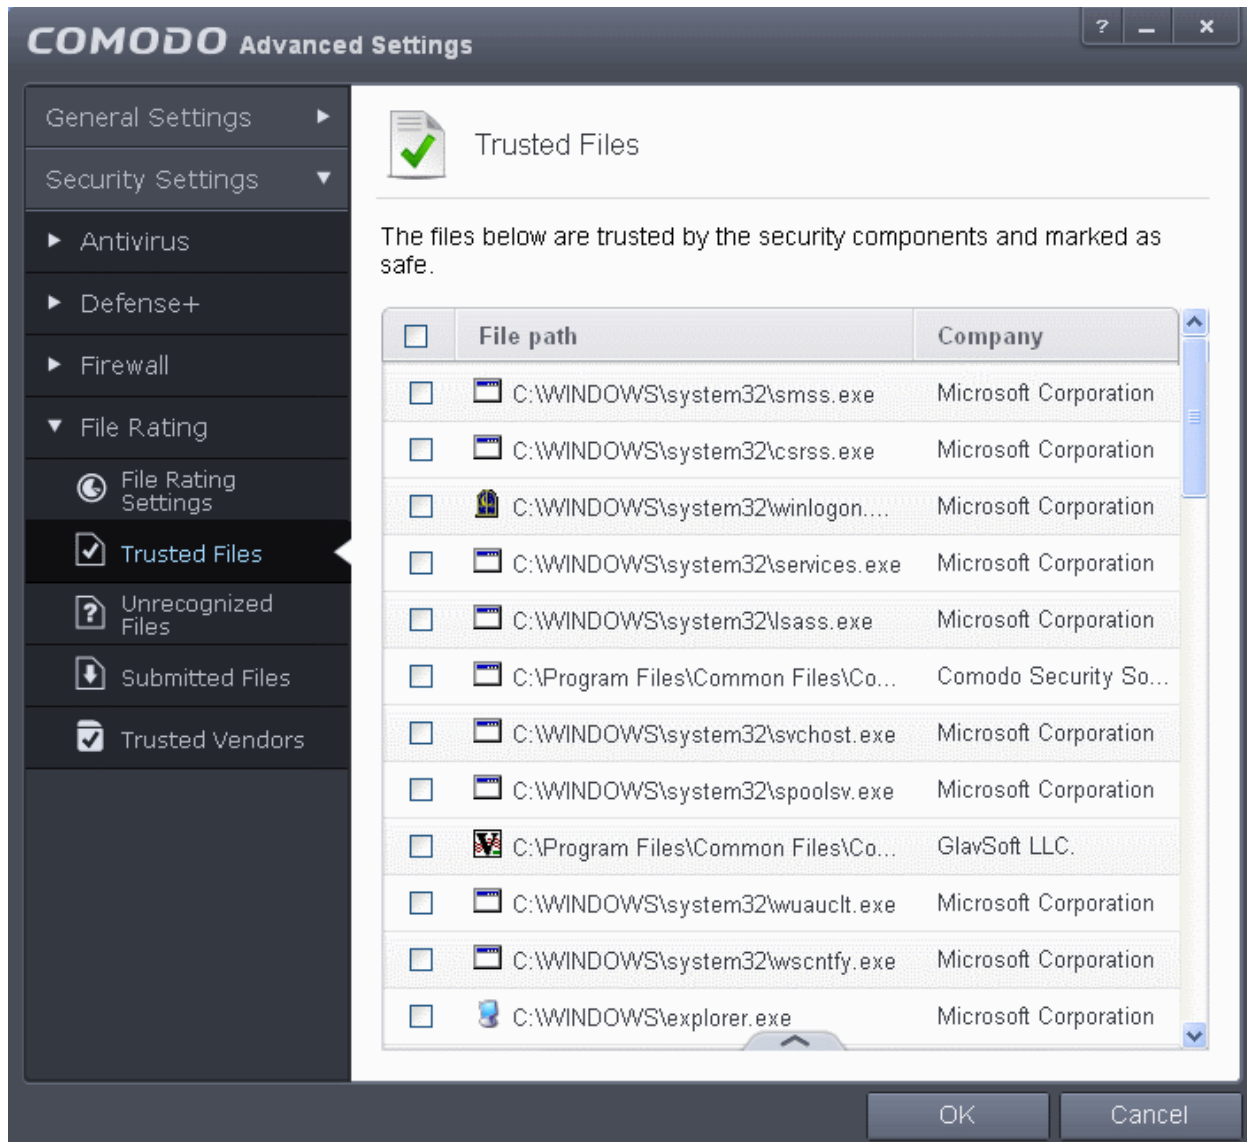 COMODO Advanced Settings
?
General Settings
Security Settings
Antivirus
Defense+
Firewall
File Rating
File Rating
Settings
Trusted Files
Unrecognized
Files
Submitted Files
Trusted Vendors
Trusted Files
The files below are trusted by the security components and marked as
safe.
File path Company
C:\WINDOWS\system32\smss.exe Microsoft Corporation
C:\WINDOWS\system32\csrss.exe Microsoft Corporation
C:\WINDOWS\system32\winlogon.... Microsoft Corporation
C:\WINDOWS\system32\services.exe Microsoft Corporation
C:\WINDOWS\system32\lsass.exe Microsoft Corporation
C:\Program Files\Common Files\Co... Comodo Security So...
C:\WINDOWS\system32\svchost.exe Microsoft Corporation
C:\WINDOWS\system32\spoolsv.exe Microsoft Corporation
C:\Program Files\Common Files\Co... GlavSoft LLC.
C:\WINDOWS\system32\wuauclt.exe Microsoft Corporation
C:\WINDOWS\system32\wscntfy.exe Microsoft Corporation
C:\WINDOWS\explorer.exe Microsoft Corporation
OK Cancel